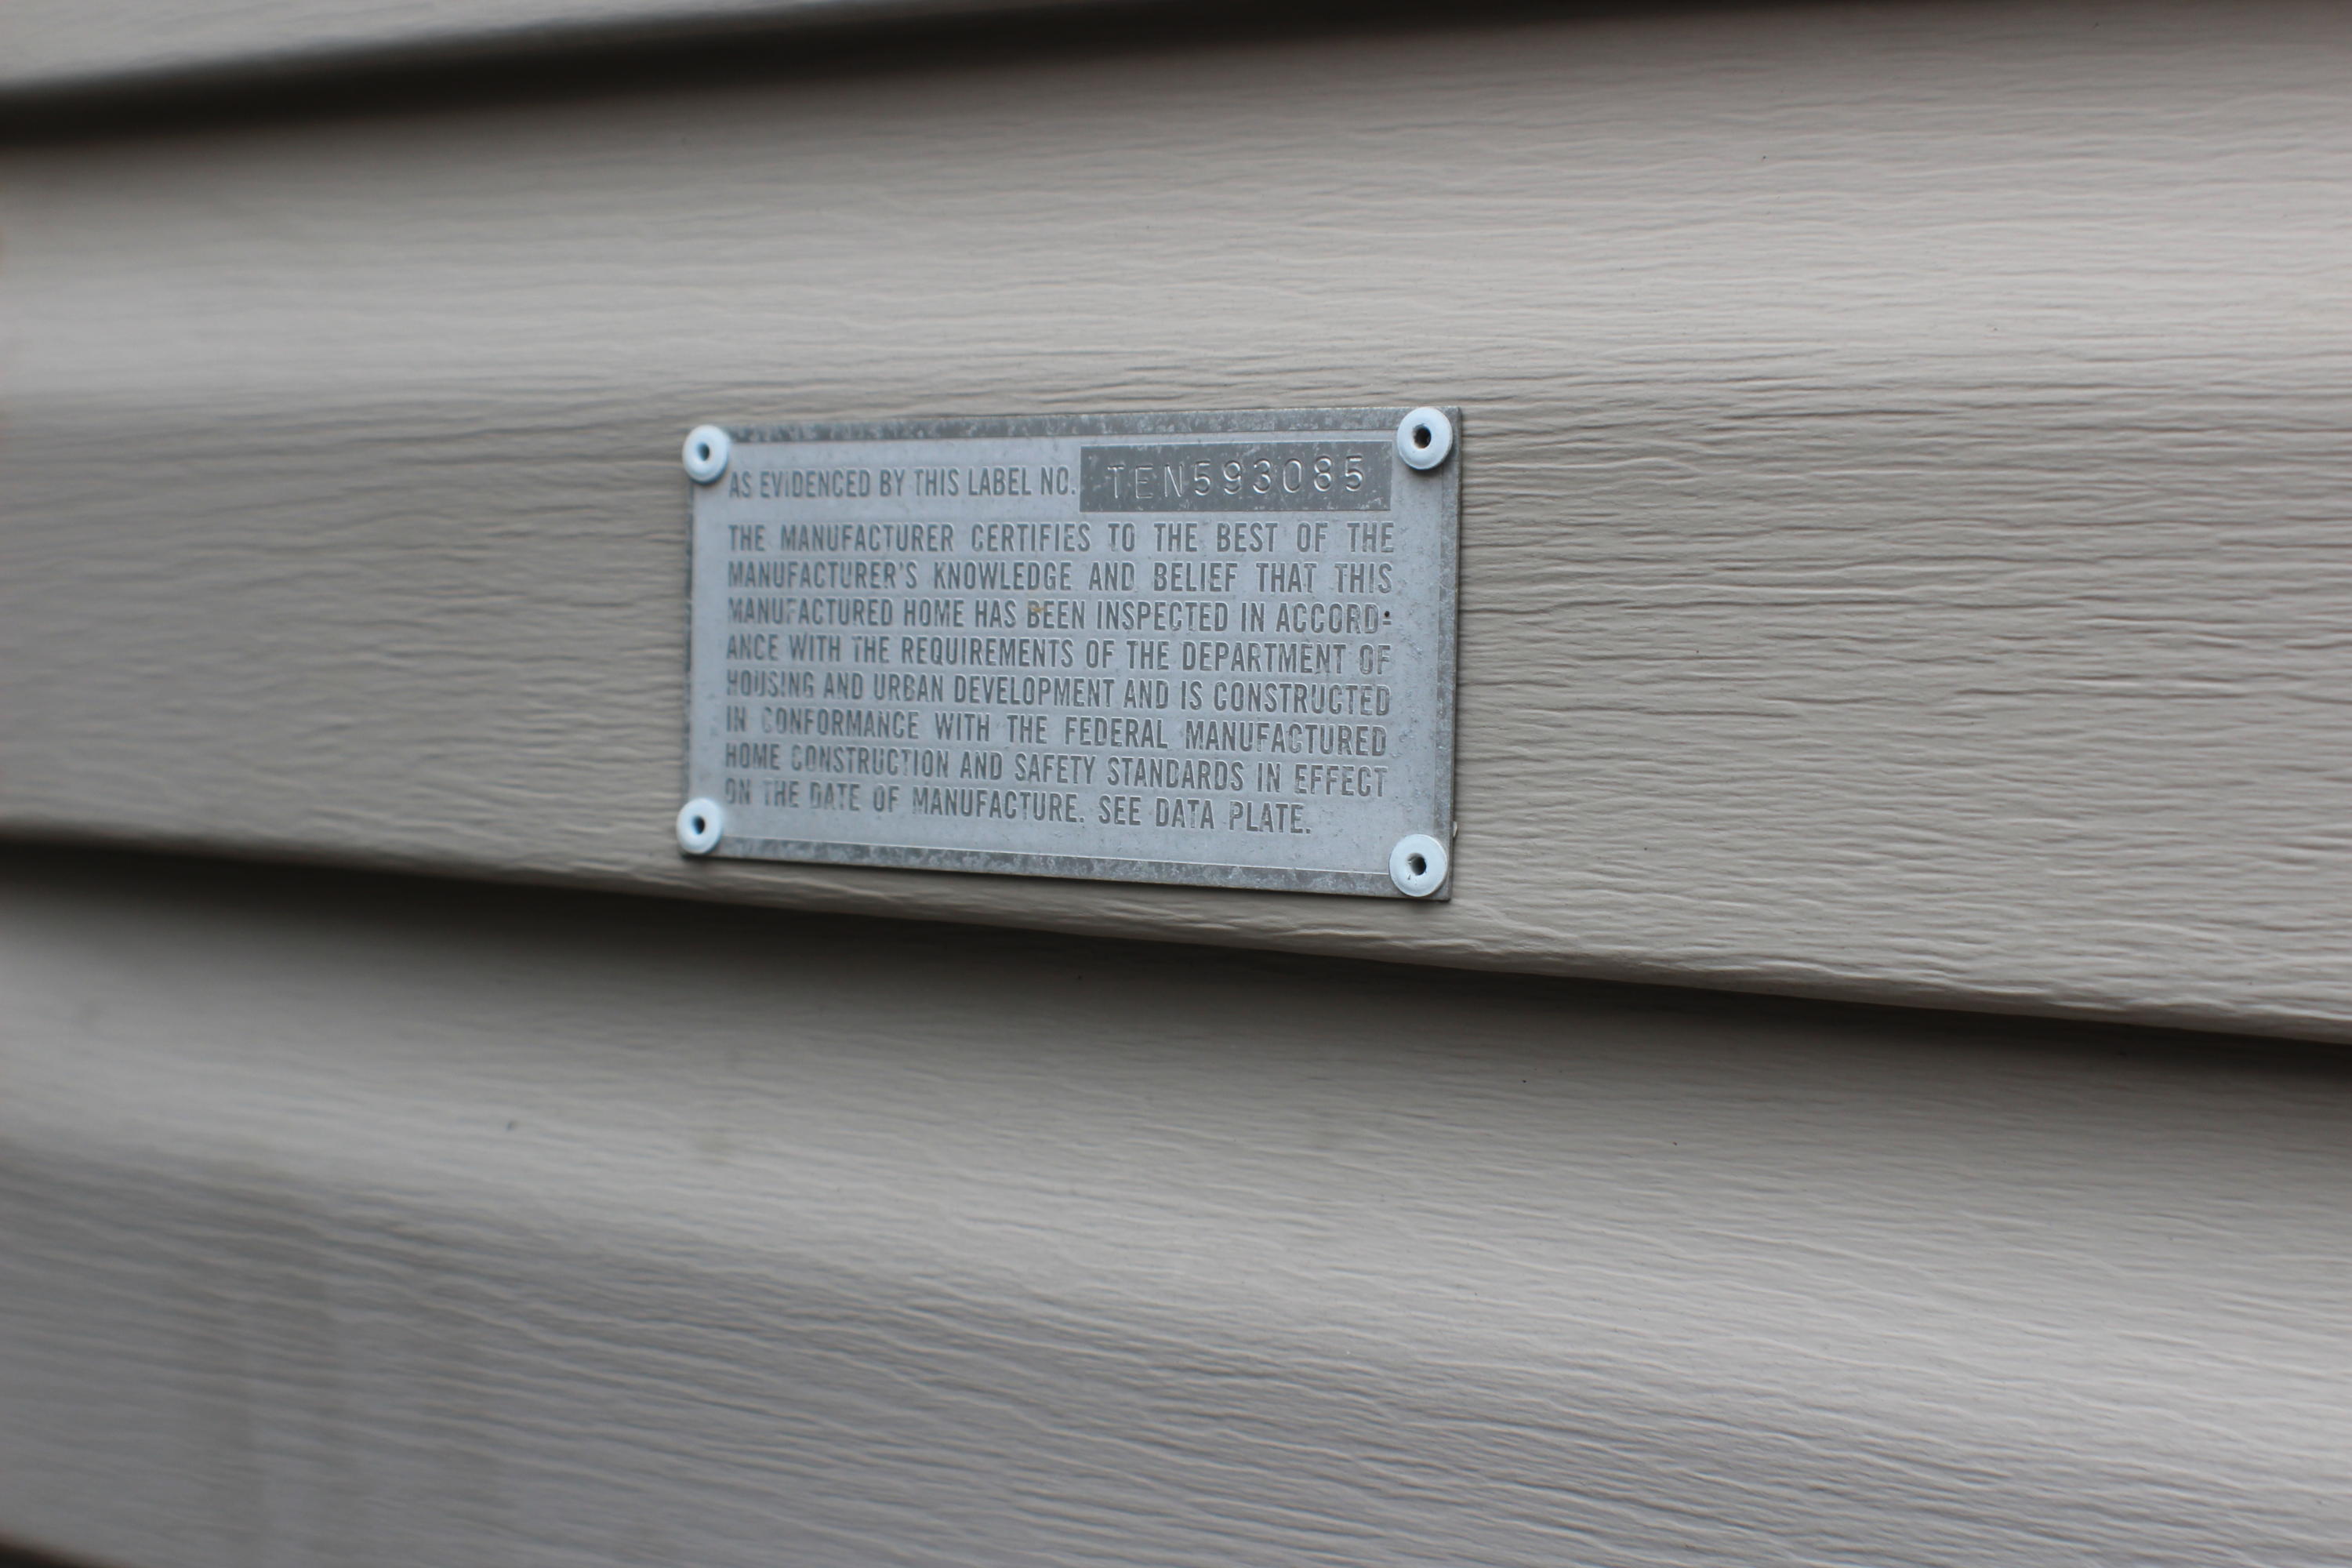 AS EVIDENCED BY THIS LABEL NO. TEN593085
THE MANUFACTURER CERTIFIES TO THE BEST OF THE
MANUFACTURER'S KNOWLEDGE AND BELIEF THAT THIS
MANUFACTURED HOME HAS BEEN INSPECTED IN ACCORD-
ANCE WITH THE REQUIREMENTS OF THE DEPARTMENT OF
HOUSING AND URBAN DEVELOPMENT AND IS CONSTRUCTED
IN CONFORMANCE WITH THE FEDERAL MANUFACTURED
HOME CONSTRUCTION AND SAFETY STANDARDS IN EFFECT
ON THE DATE OF MANUFACTURE. SEE DATA PLATE.